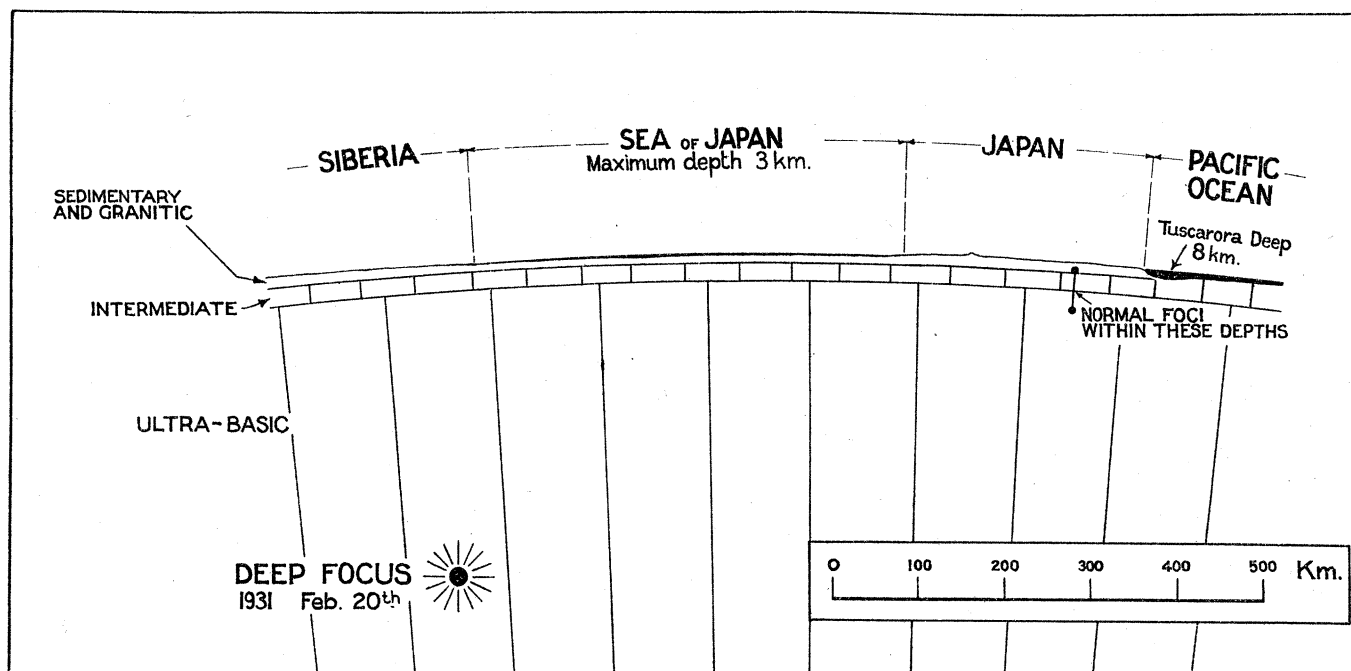 SIBERIA
SEA OF JAPAN
Maximum depth 3 km.
JAPAN
PACIFIC
OCEAN
SEDIMENTARY
AND GRANITIC
Tuscarora Deep
8 km.
INTERMEDIATE
NORMAL FOCI
WITHIN THESE DEPTHS
ULTRA-BASIC
DEEP FOCUS
1931 Feb. 20th
0 100 200 300 400 500 Km.